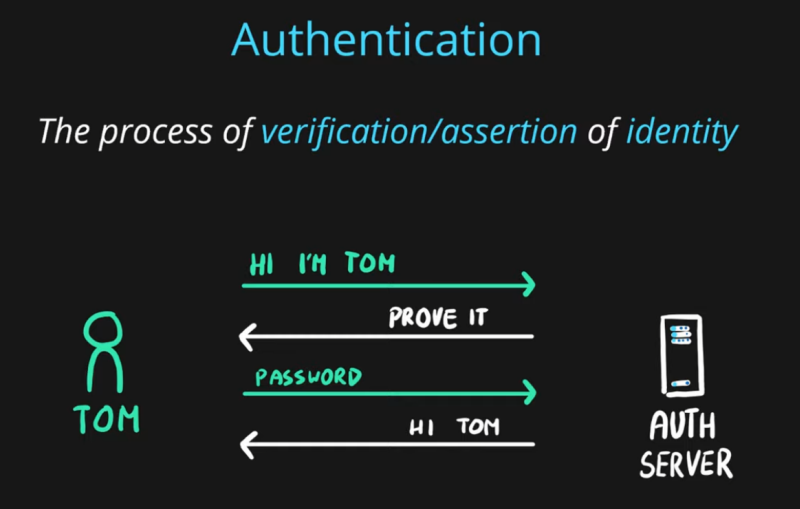 Authentication
The process of verification/assertion of identity
HI I'M TOM
PROVE IT
PASSWORD
HI TOM
TOM
AUTH
SERVER